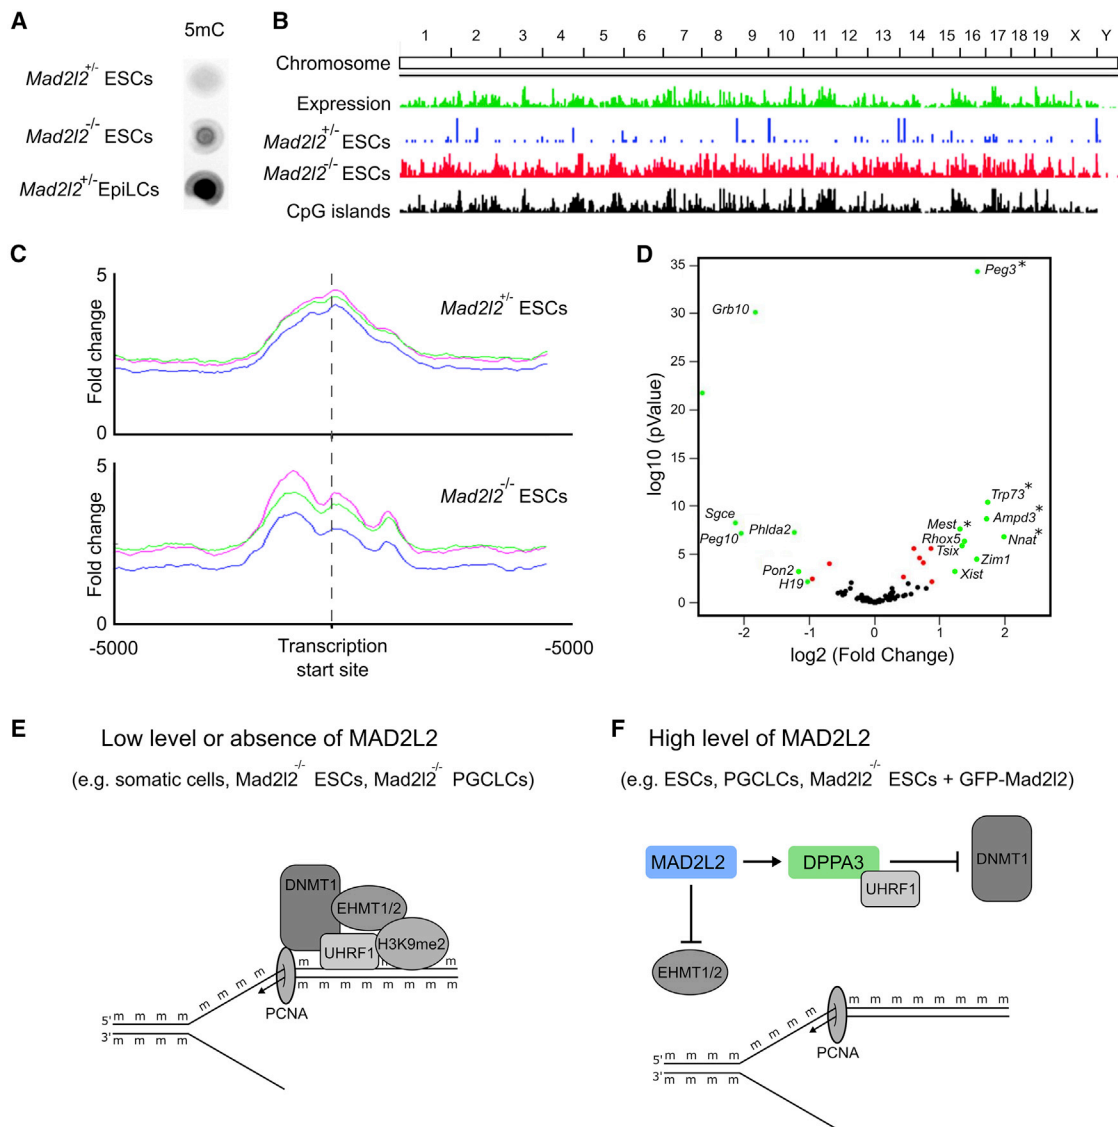 A
5mC
Mad2l2+/- ESCs
Mad2l2-/- ESCs
Mad2l2+/-EpiLCs
B
1 2 3 4 5 6 7 8 9 10 11 12 13 14 15 16 17 18 19 X Y
Chromosome
Expression
Mad2l2+/- ESCs
Mad2l2-/- ESCs
CpG islands
C
5
Fold change
0
Mad2l2+/- ESCs
5
Fold change
0
Mad2l2-/- ESCs
-5000
Transcription
start site
-5000
D
log10 (pValue)
35
30
25
20
15
10
5
0
Peg3*
Grb10
Trp73*
Ampd3*
Sgce
Peg10
Phlda2
Mest *
Rhox5
Nnat*
Tsix
Zim1
Pon2
Xist
H19
-2 -1 0 1 2
log2 (Fold Change)
E
Low level or absence of MAD2L2
(e.g. somatic cells, Mad2l2-/- ESCs, Mad2l2-/- PGCLCs)
DNMT1
EHMT1/2
UHRF1
H3K9me2
m m
m m m m m m m
m m m m
PCNA
5' m m m m
3' m m m m
F
High level of MAD2L2
(e.g. ESCs, PGCLCs, Mad2l2-/- ESCs + GFP-Mad2l2)
MAD2L2
DPPA3
UHRF1
DNMT1
EHMT1/2
m m m m m m m
m m m m
PCNA
5' m m m m
3' m m m m